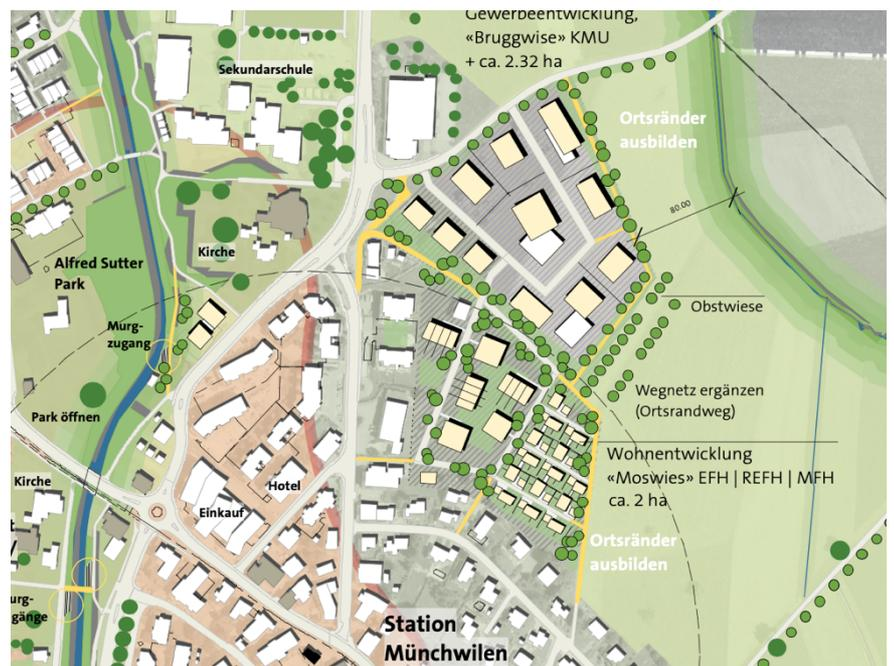 Gewerbeentwicklung,
«Bruggwise» KMU
+ ca. 2.32 ha
Sekundarschule
Ortsränder
ausbilden
80.00
Kirche
Alfred Sutter
Park
Murg-
zugang
Obstwiese
Park öffnen
Wegnetz ergänzen
(Ortsrandweg)
Wohnentwicklung
«Moswies» EFH | REFH | MFH
ca. 2 ha
Kirche
Hotel
Einkauf
Ortsränder
ausbilden
urg-
gänge
Station
Münchwilen